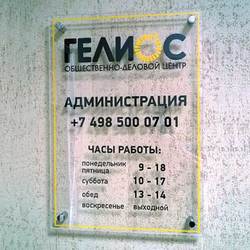 ГЕЛИОС
ОБЩЕСТВЕННО-ДЕЛОВОЙ ЦЕНТР
АДМИНИСТРАЦИЯ
+7 498 500 07 01
ЧАСЫ РАБОТЫ:
понедельник
пятница 9 - 18
суббота 10 - 17
обед 13 - 14
воскресенье выходной